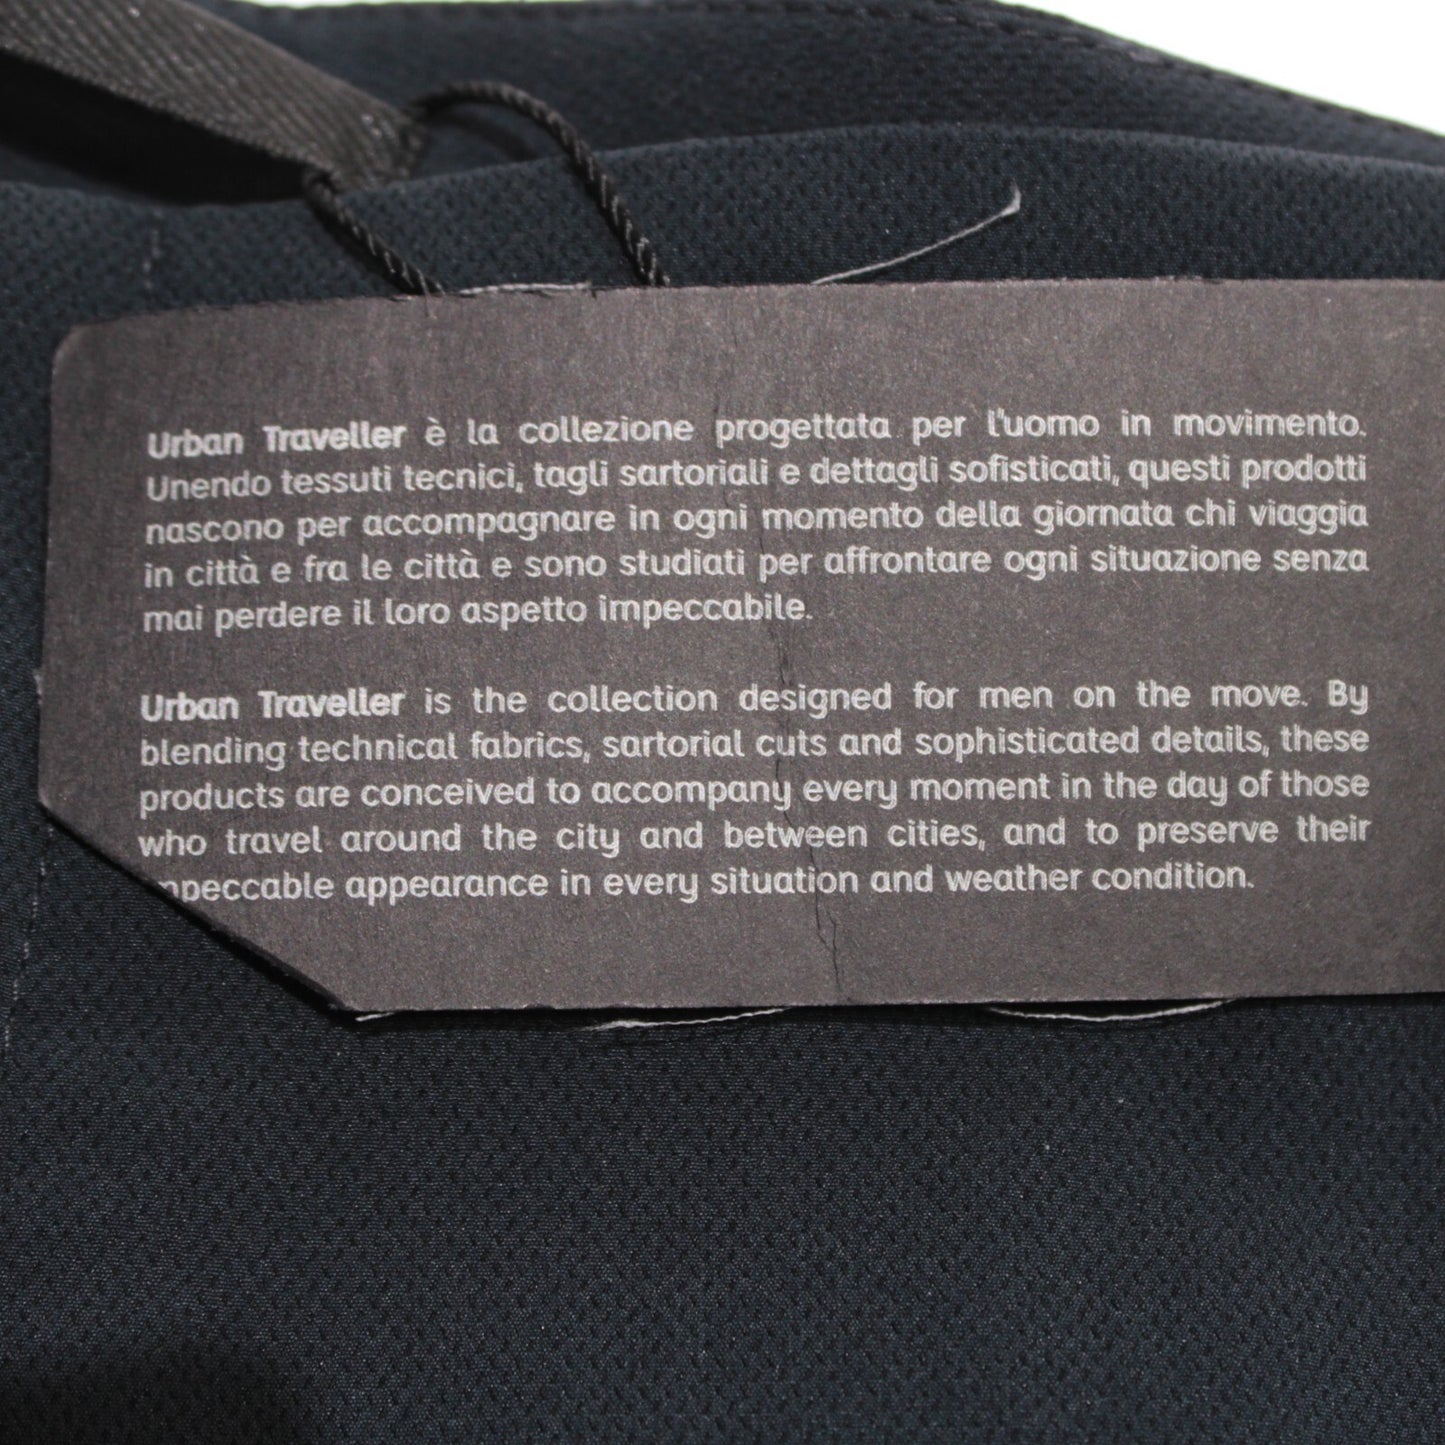 Urban Traveller è la collezione progettata per l'uomo in movimento.
Unendo tessuti tecnici, tagli sartoriali e dettagli sofisticati, questi prodotti
nascono per accompagnare in ogni momento della giornata chi viaggia
in città e fra le città e sono studiati per affrontare ogni situazione senza
mai perdere il loro aspetto impeccabile.
Urban Traveller is the collection designed for men on the move. By
blending technical fabrics, sartorial cuts and sophisticated details, these
products are conceived to accompany every moment in the day of those
who travel around the city and between cities, and to preserve their
mpeccable appearance in every situation and weather condition.